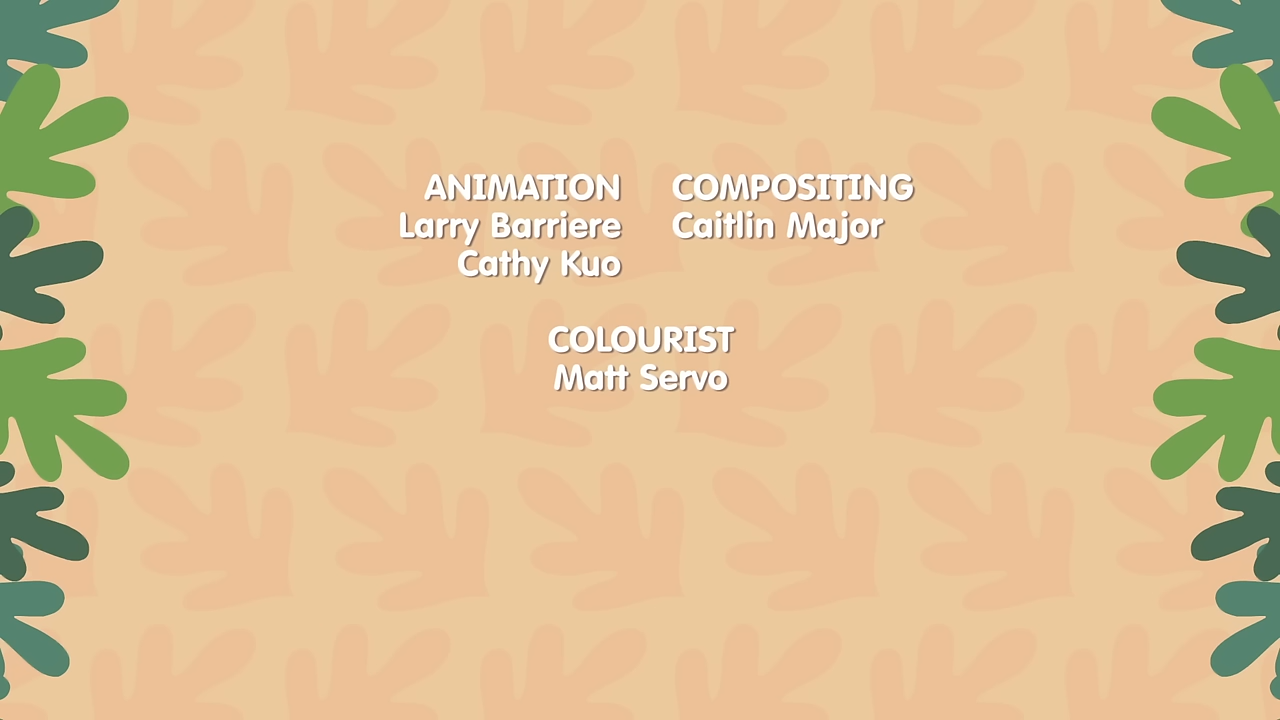 ANIMATION
Larry Barriere
Cathy Kuo
COMPOSITING
Caitlin Major
COLOURIST
Matt Servo